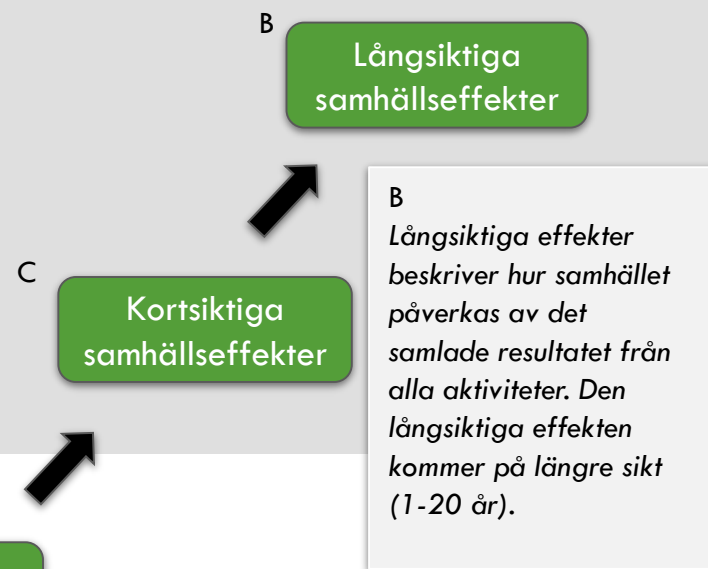 B
Långsiktiga
samhällseffekter
C
Kortsiktiga
samhällseffekter
B
Långsiktiga effekter
beskriver hur samhället
påverkas av det
samlade resultatet från
alla aktiviteter. Den
långsiktiga effekten
kommer på längre sikt
(1-20 år).